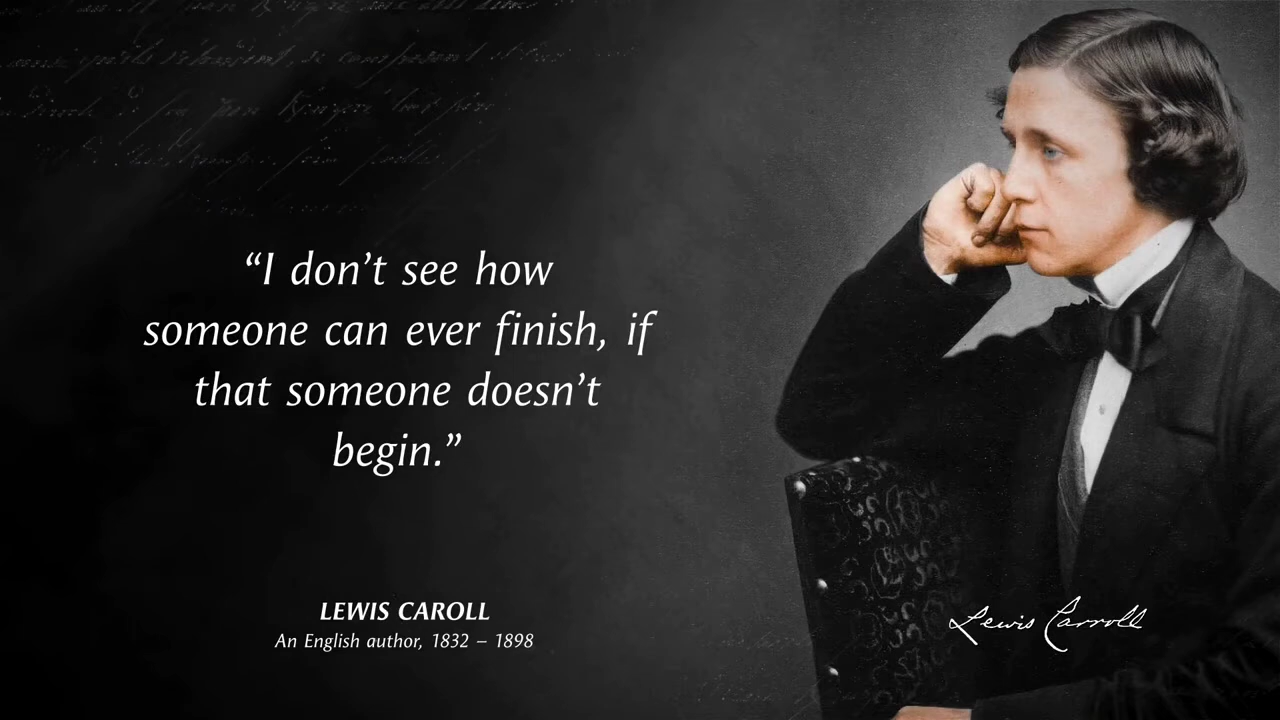 “I don’t see how
someone can ever finish, if
that someone doesn’t
begin.”
LEWIS CAROLL
An English author, 1832 – 1898
Lewis Carroll